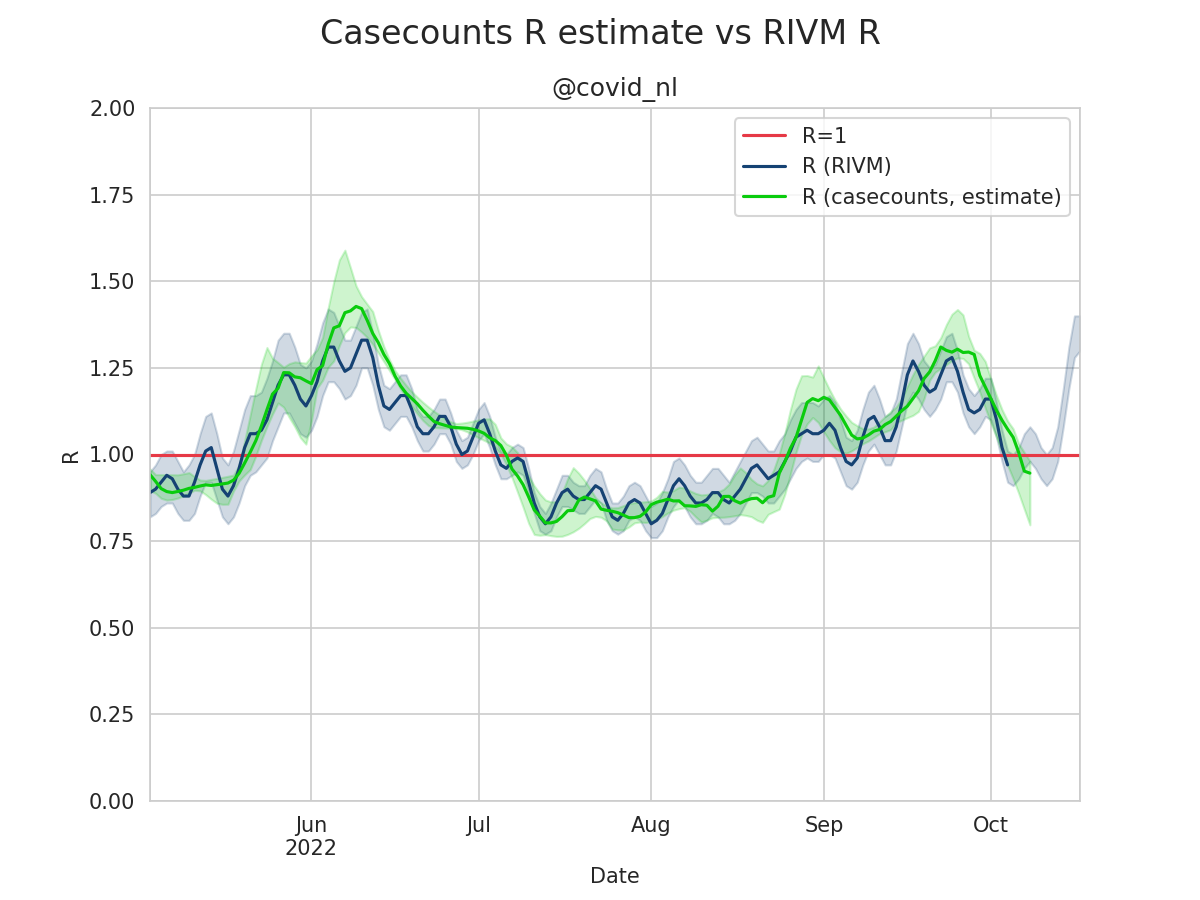 Casecounts R estimate vs RIVM R
@covid_nl
2.00
1.75
1.50
1.25
1.00
0.75
0.50
0.25
0.00
R
R=1
R (RIVM)
R (casecounts, estimate)
Jun
2022
Jul
Aug
Sep
Oct
Date